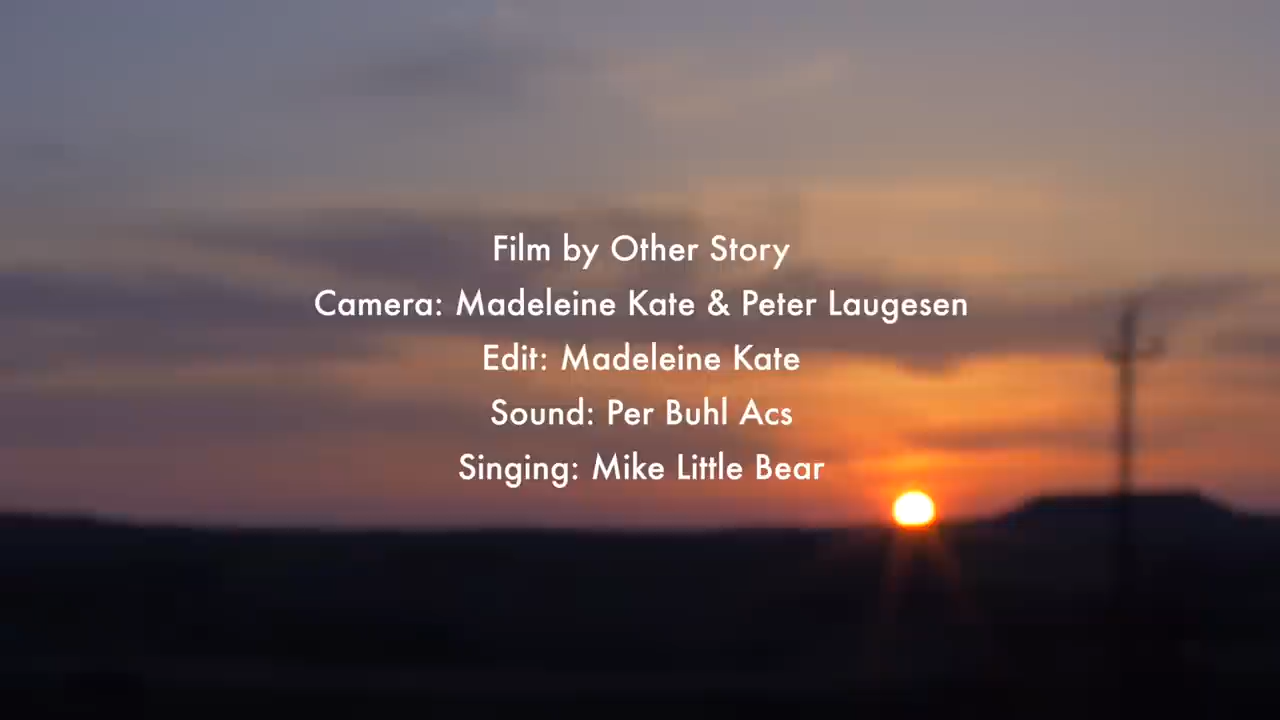 Film by Other Story
Camera: Madeleine Kate & Peter Laugesen
Edit: Madeleine Kate
Sound: Per Buhl Acs
Singing: Mike Little Bear